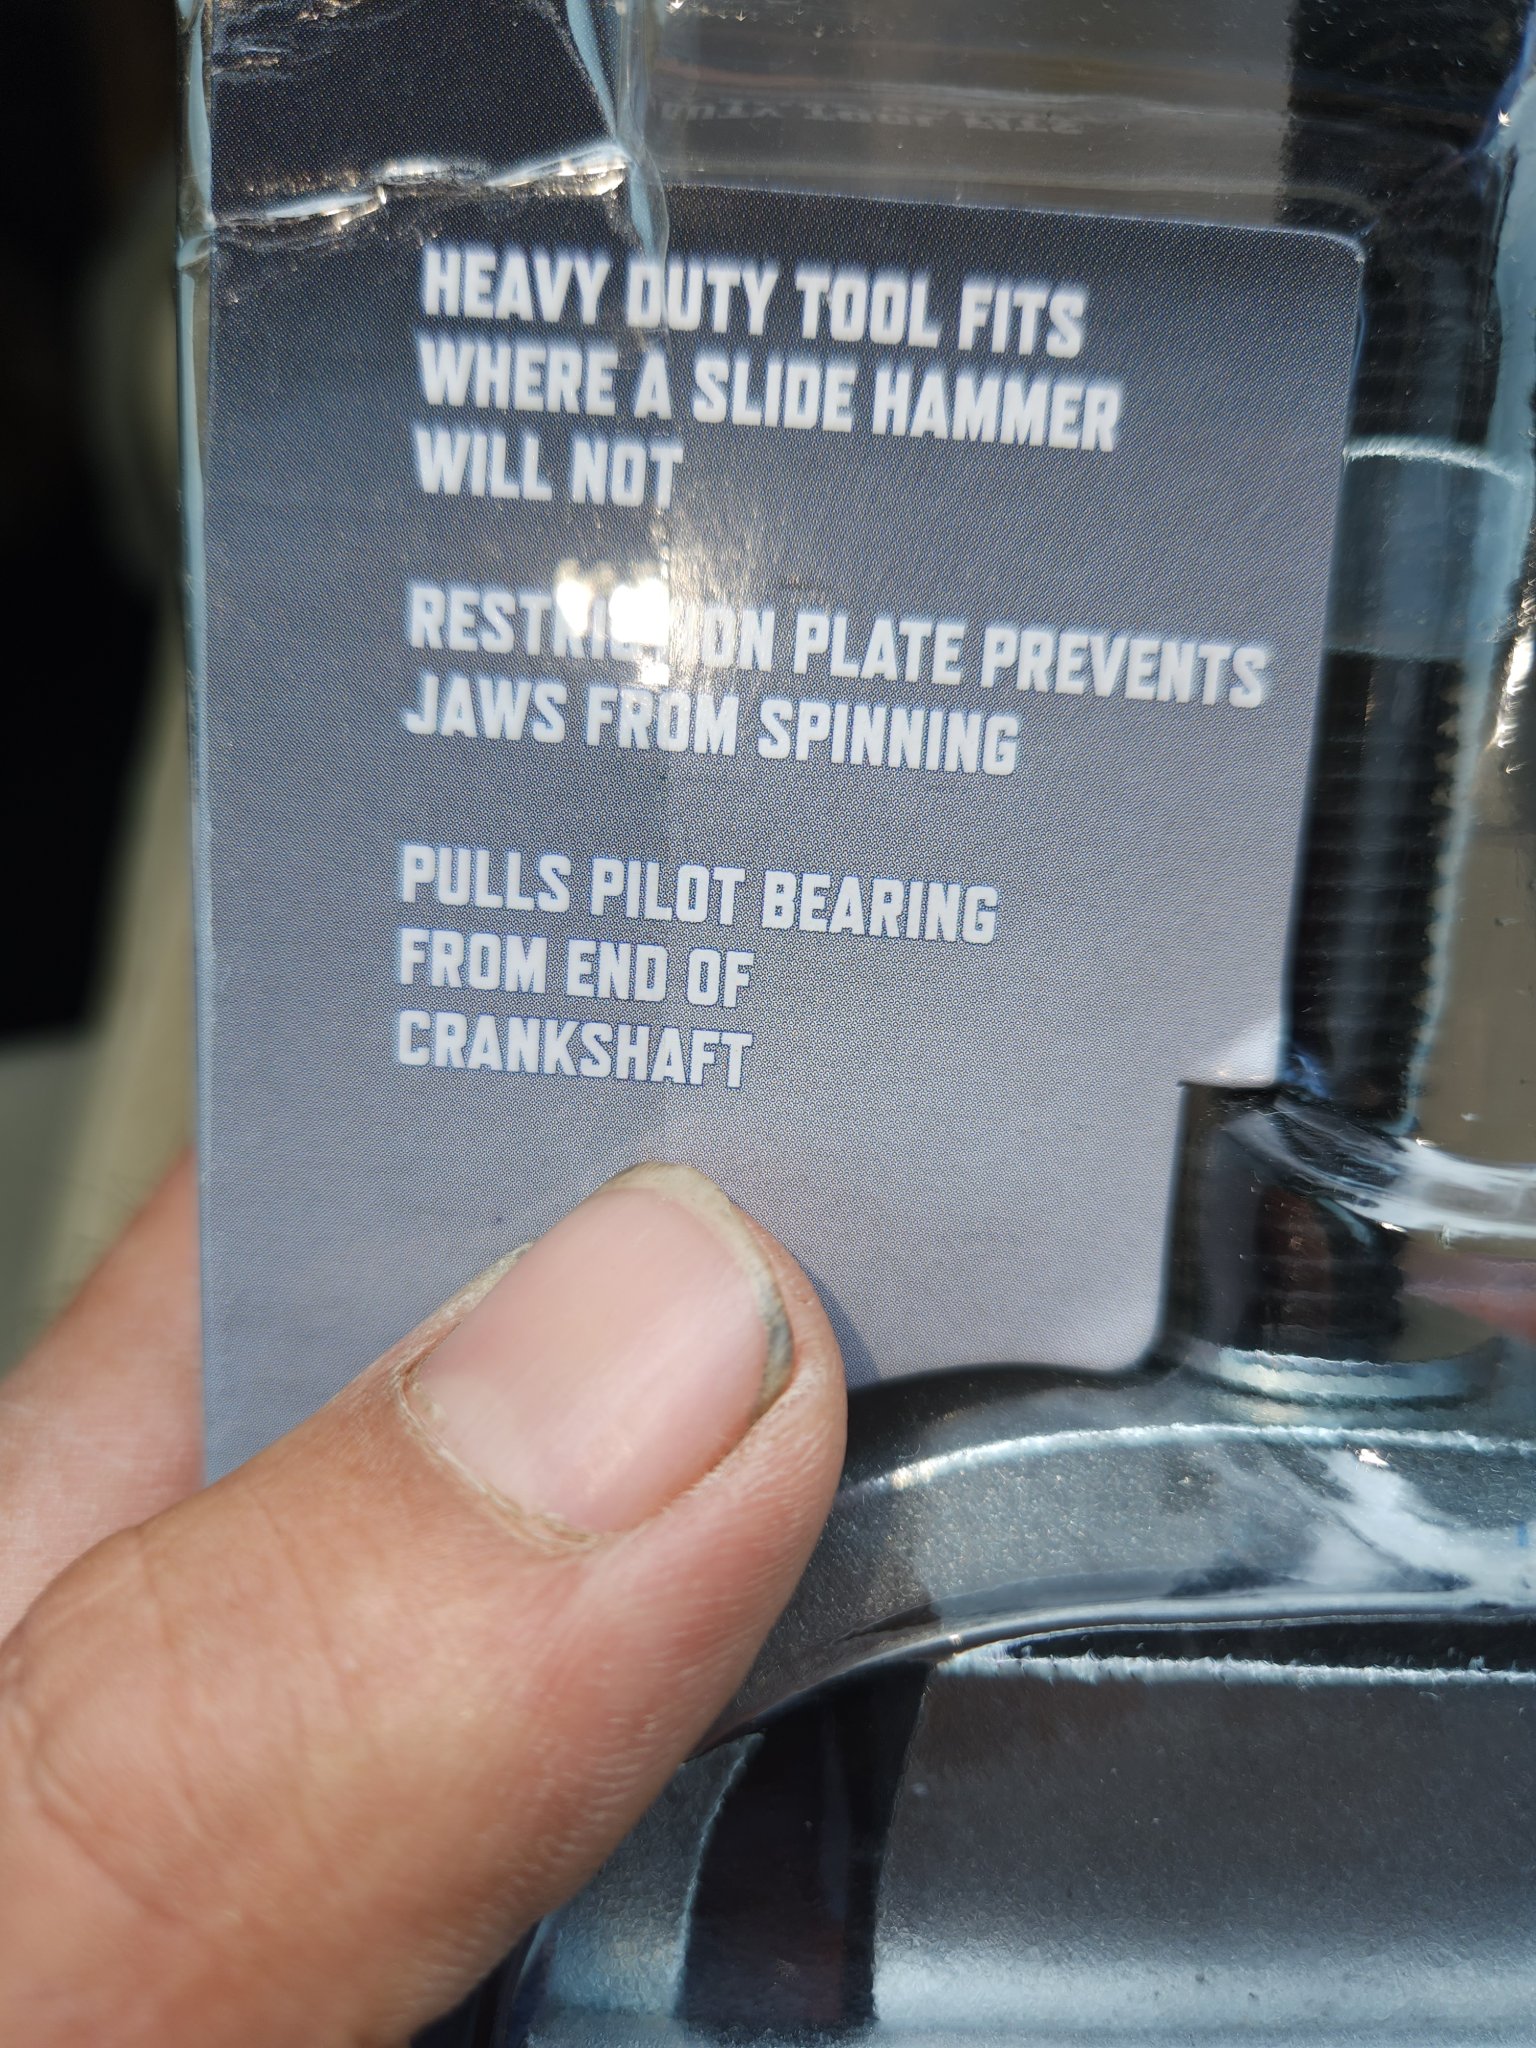 HEAVY DUTY TOOL FITS
WHERE A SLIDE HAMMER
WILL NOT
RESTRICTION PLATE PREVENTS
JAWS FROM SPINNING
PULLS PILOT BEARING
FROM END OF
CRANKSHAFT